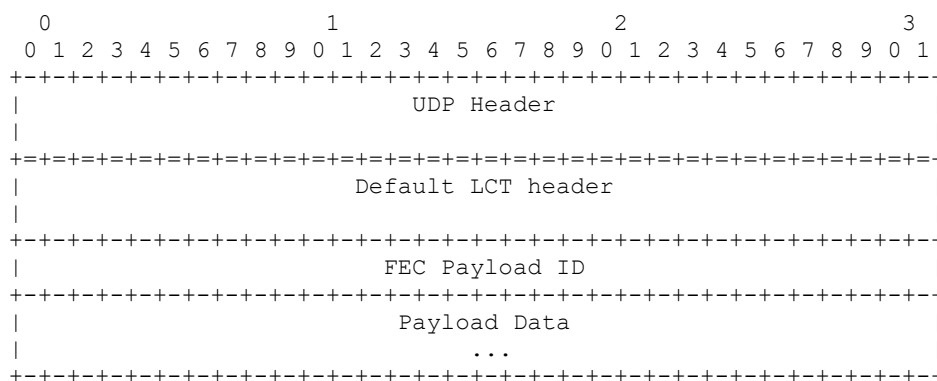 0                   1                   2                   3
   0 1 2 3 4 5 6 7 8 9 0 1 2 3 4 5 6 7 8 9 0 1 2 3 4 5 6 7 8 9 0 1
  +-+-+-+-+-+-+-+-+-+-+-+-+-+-+-+-+-+-+-+-+-+-+-+-+-+-+-+-+-+-+-+-
  |                           UDP Header
  |
  +=+=+=+=+=+=+=+=+=+=+=+=+=+=+=+=+=+=+=+=+=+=+=+=+=+=+=+=+=+=+=+=-
  |                       Default LCT header
  |
  +-+-+-+-+-+-+-+-+-+-+-+-+-+-+-+-+-+-+-+-+-+-+-+-+-+-+-+-+-+-+-+-
  |                         FEC Payload ID
  +-+-+-+-+-+-+-+-+-+-+-+-+-+-+-+-+-+-+-+-+-+-+-+-+-+-+-+-+-+-+-+-
  |                          Payload Data
  |                               ...
  +-+-+-+-+-+-+-+-+-+-+-+-+-+-+-+-+-+-+-+-+-+-+-+-+-+-+-+-+-+-+-+-